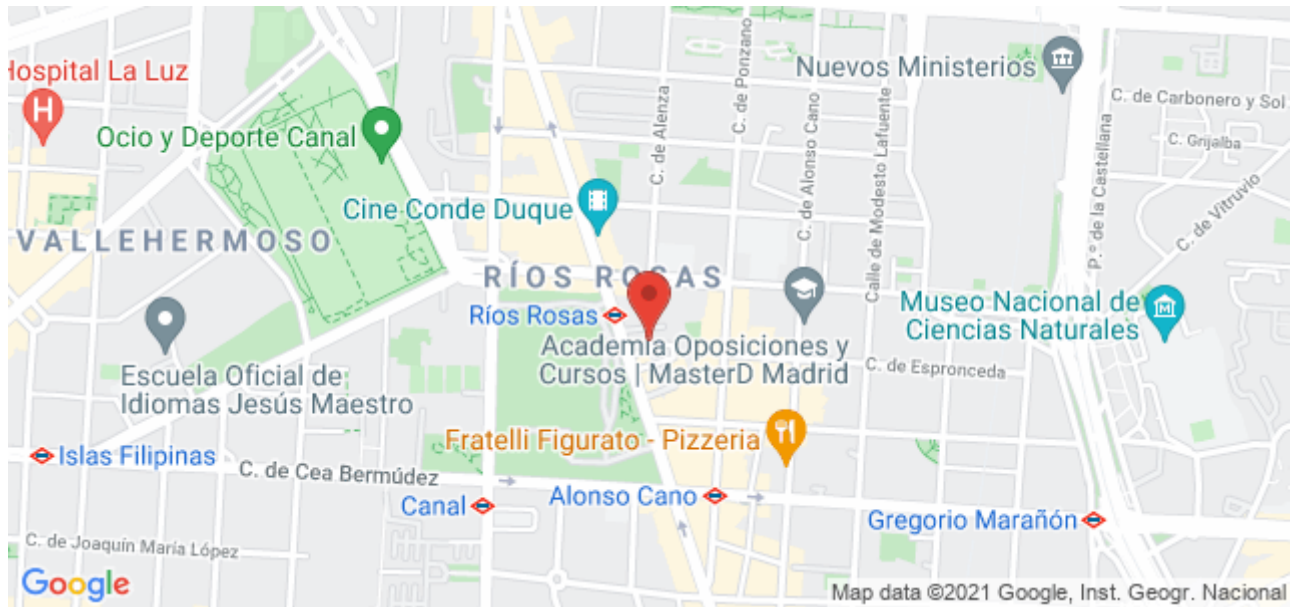 Hospital La Luz
H
Ocio y Deporte Canal
C. de Alenza
C. de Ponzano
Nuevos Ministerios
C. de Carbonero y Sol
C. Grijalba
Cine Conde Duque
C. de Alonso Cano
Calle de Modesto Lafuente
P.º de la Castellana
C. de Vitruvio
VALLEHERMOSO
RÍOS ROSAS
Ríos Rosas
Museo Nacional de
Ciencias Naturales
M
Academia Oposiciones y
Cursos | MasterD Madrid
C. de Espronceda
Escuela Oficial de
Idiomas Jesús Maestro
Fratelli Figurato - Pizzeria
Islas Filipinas
C. de Cea Bermúdez
Canal
Alonso Cano
Gregorio Marañón
C. de Joaquín María López
Google
Map data ©2021 Google, Inst. Geogr. Nacional